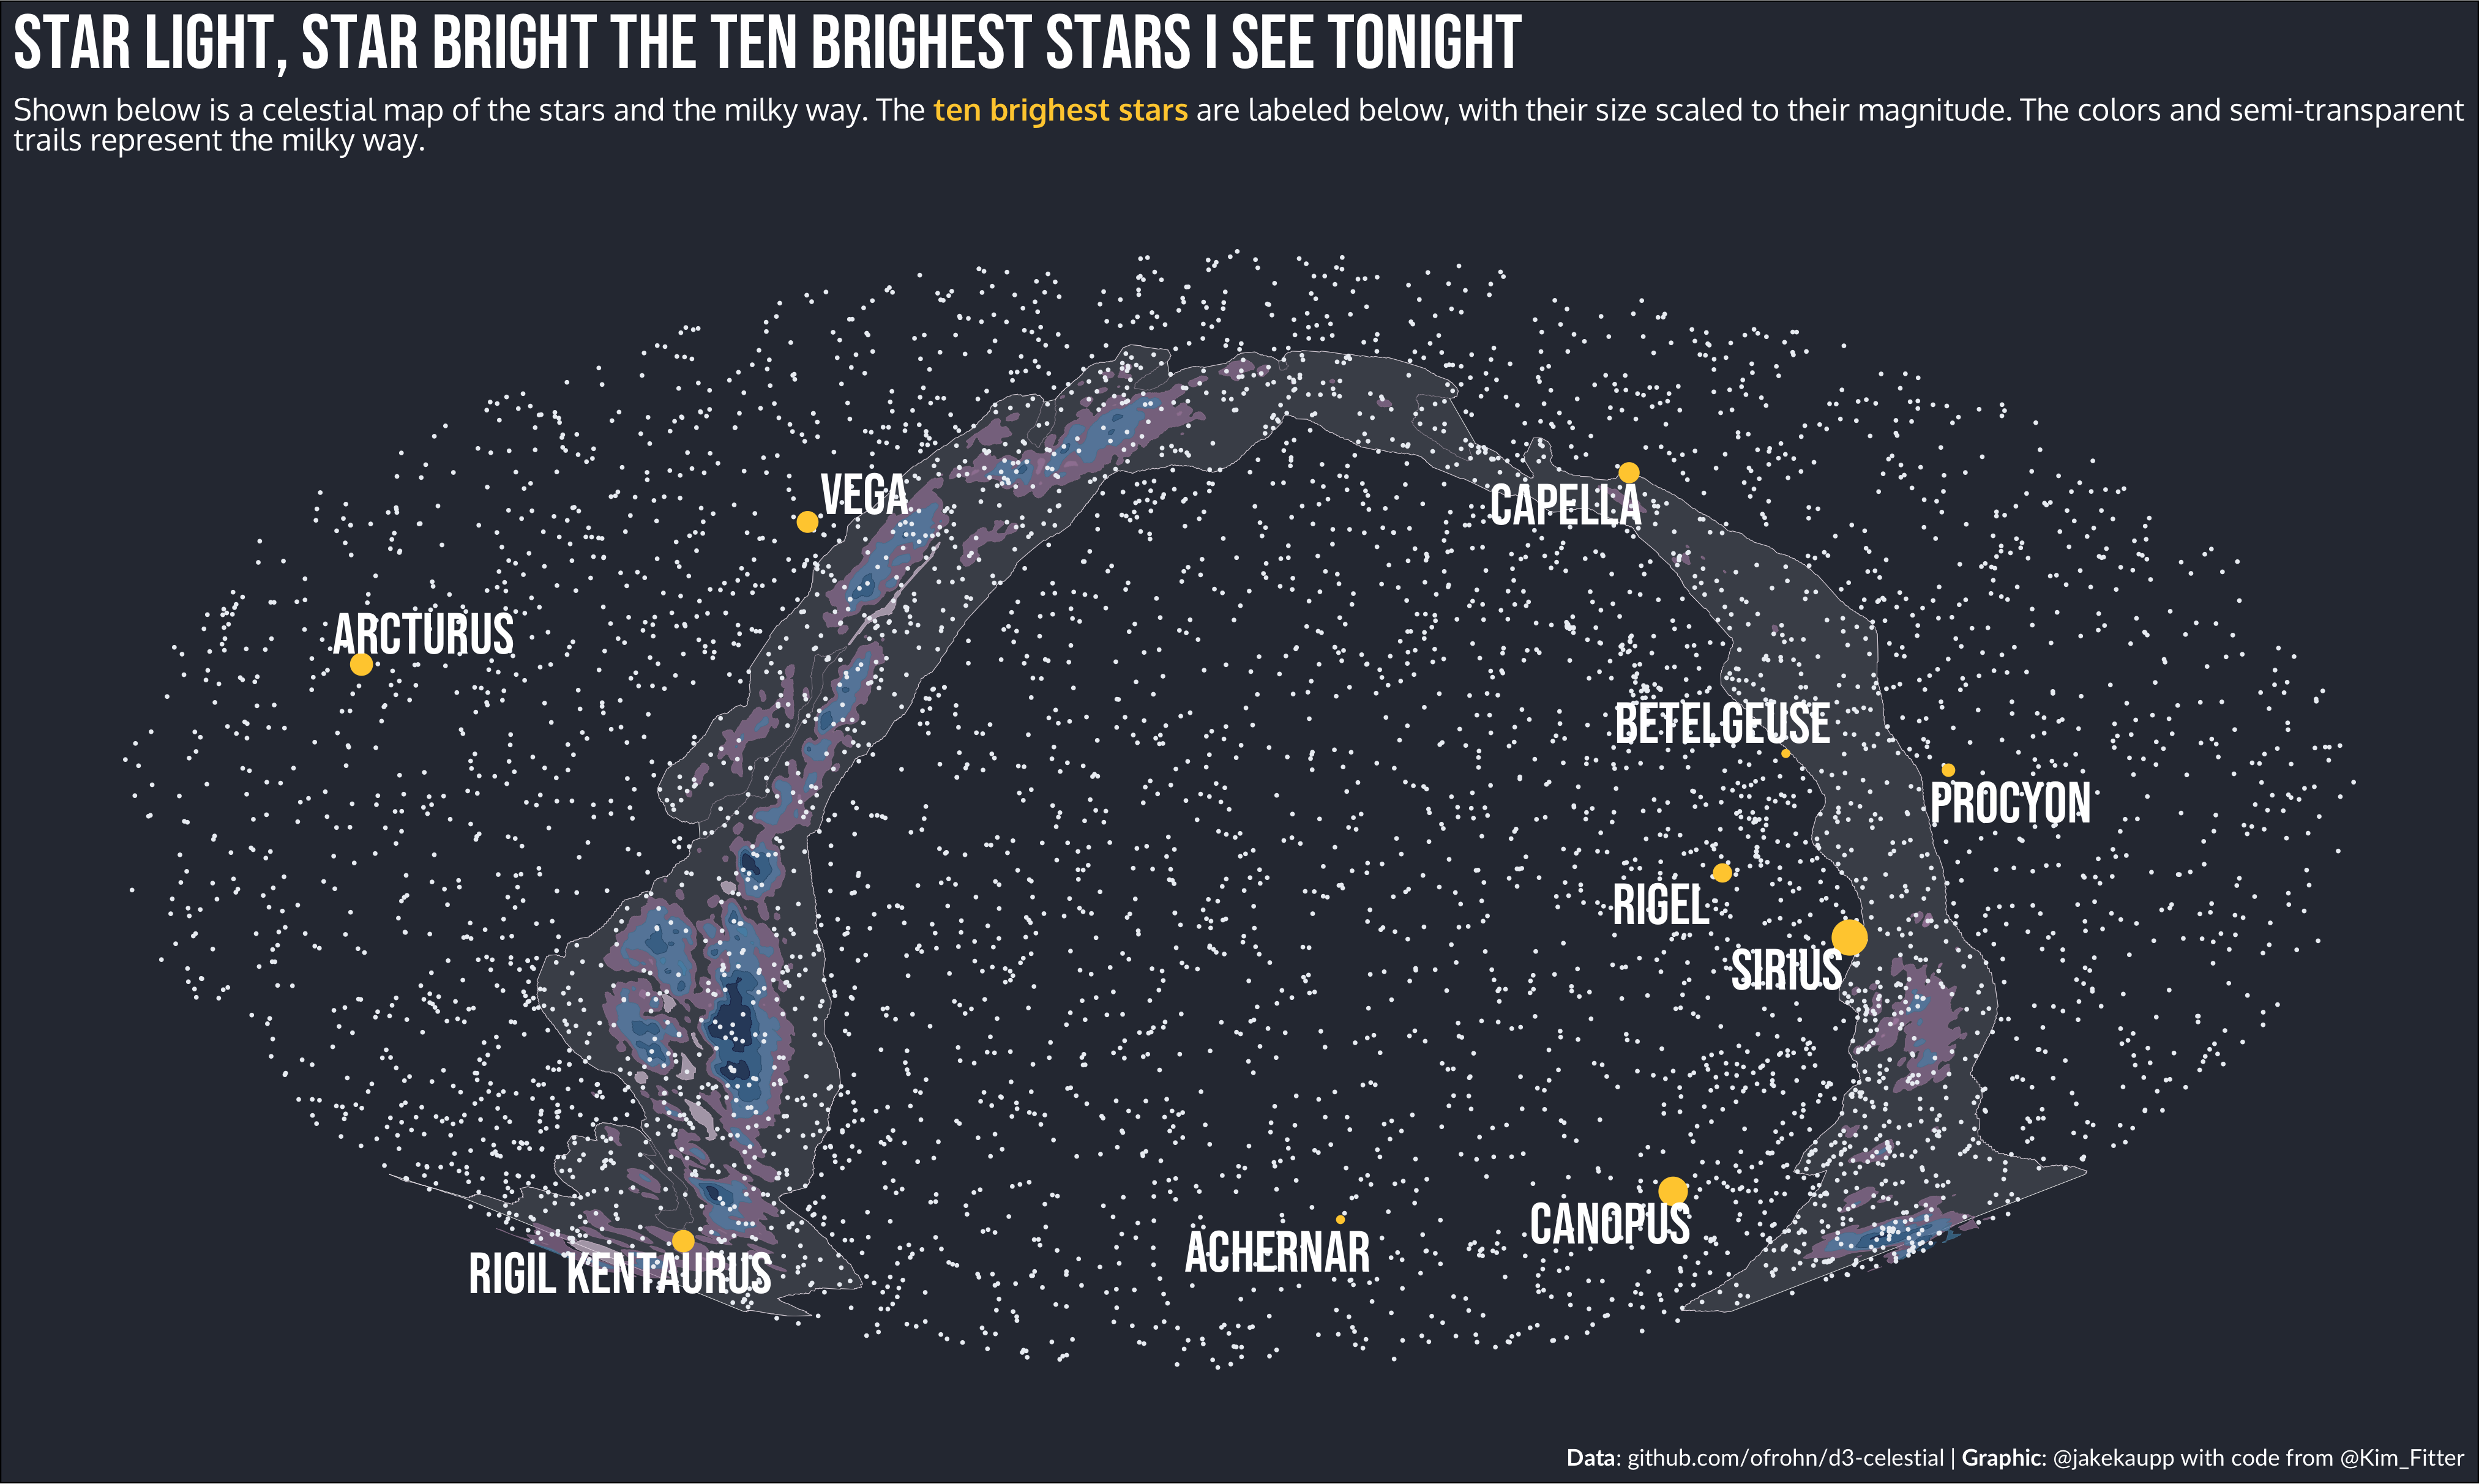 STAR LIGHT, STAR BRIGHT THE TEN BRIGHEST STARS I SEE TONIGHT
Shown below is a celestial map of the stars and the milky way. The ten brighest stars are labeled below, with their size scaled to their magnitude. The colors and semi-transparent
trails represent the milky way.
VEGA
CAPELLA
ARCTURUS
BETELGEUSE
PROCYON
RIGEL
SIRIUS
CANOPUS
ACHERNAR
RIGIL KENTAURUS
Data: github.com/ofrohn/d3-celestial | Graphic: @jakekaupp with code from @Kim_Fitter